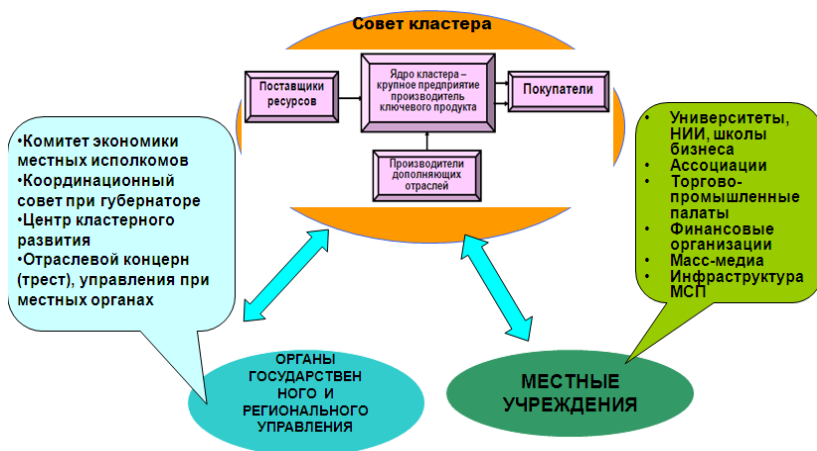 Совет кластера
Поставщики
ресурсов
Ядро кластера –
крупное предприятие
производитель
ключевого продукта
Покупатели
Производители
дополняющих
отраслей
•Комитет экономики
местных исполкомов
•Координационный
совет при губернаторе
•Центр кластерного
развития
•Отраслевой концерн
(трест), управления при
местных органах
• Университеты,
НИИ, школы
бизнеса
• Ассоциации
• Торгово-
промышленные
палаты
• Финансовые
организации
• Масс-медиа
• Инфраструктура
МСП
ОРГАНЫ
ГОСУДАРСТВЕН
НОГО И
РЕГИОНАЛЬНОГО
УПРАВЛЕНИЯ
МЕСТНЫЕ
УЧРЕЖДЕНИЯ